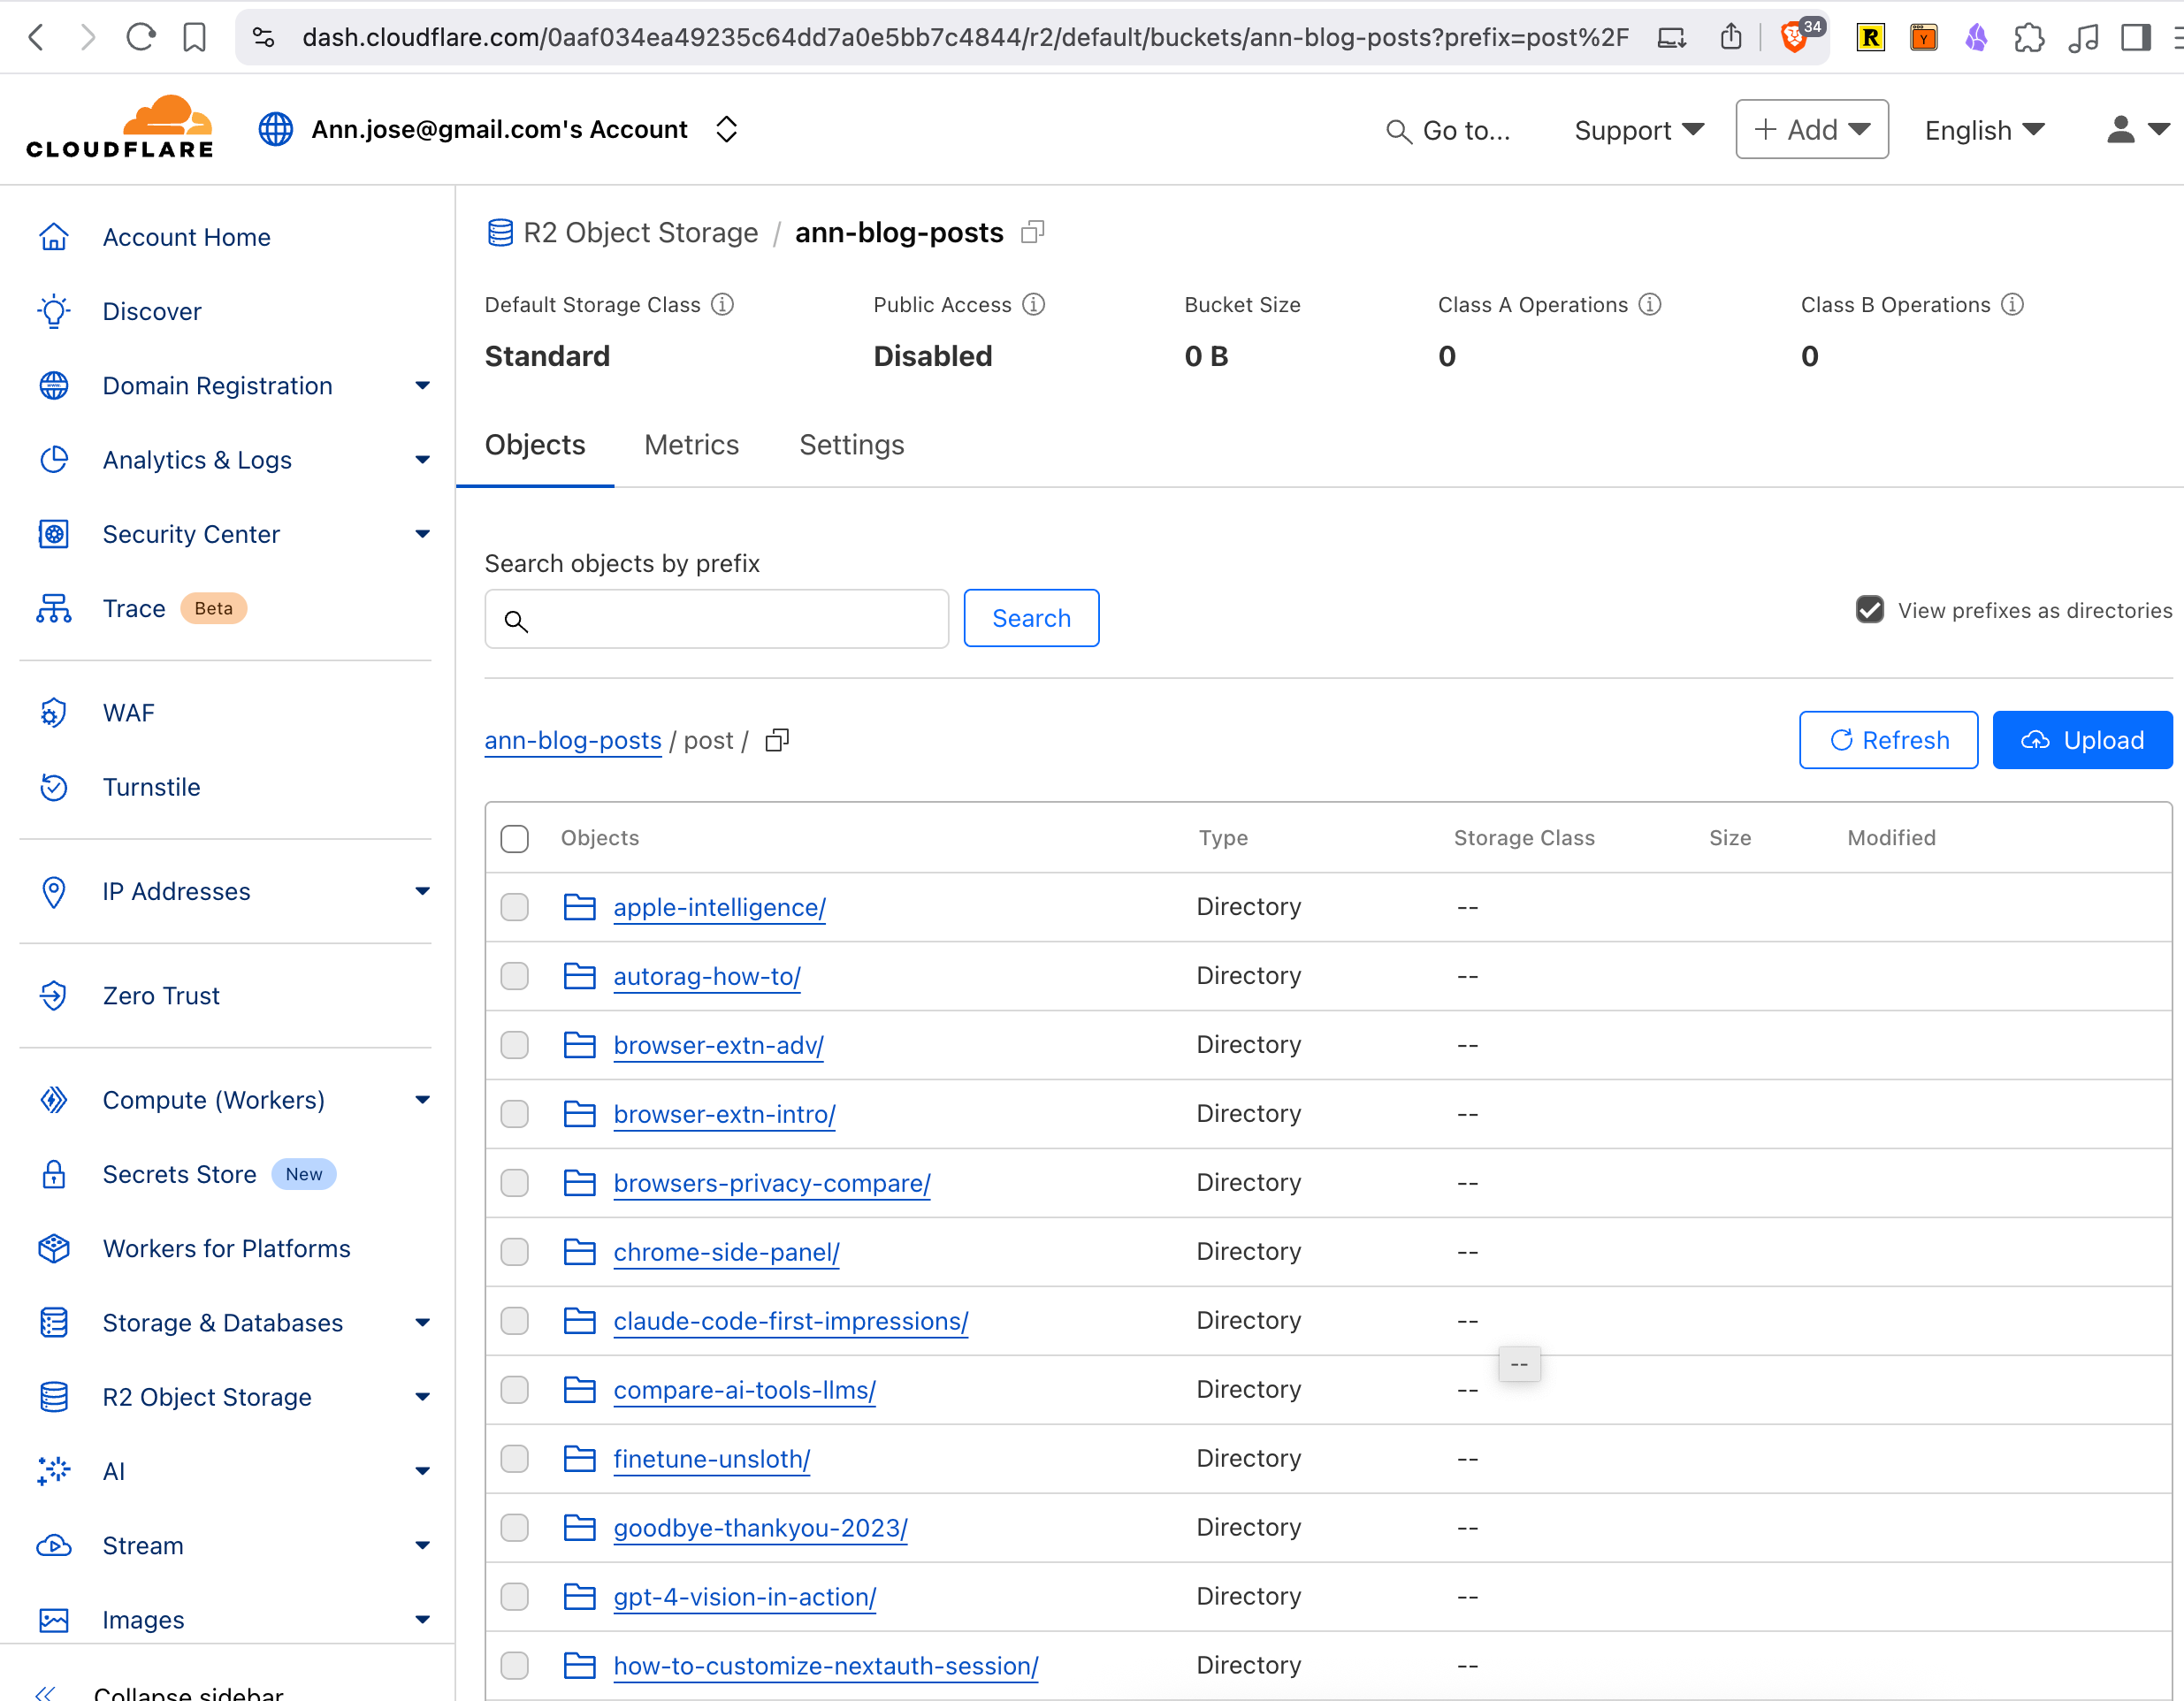 dash.cloudflare.com/0aaf034ea49235c64dd7a0e5bb7c4844/r2/default/buckets/ann-blog-posts?prefix=post%2F
34
R
Y
CLOUDFLARE
Ann.jose@gmail.com's Account
Go to...
Support
+ Add
English
Account Home
Discover
Domain Registration
Analytics & Logs
Security Center
Trace Beta
WAF
Turnstile
IP Addresses
Zero Trust
Compute (Workers)
Secrets Store New
Workers for Platforms
Storage & Databases
R2 Object Storage
AI
Stream
Images
Collapse sidebar
R2 Object Storage / ann-blog-posts
Default Storage Class
Public Access
Bucket Size
Class A Operations
Class B Operations
Standard
Disabled
0 B
0
0
Objects
Metrics
Settings
Search objects by prefix
Search
View prefixes as directories
ann-blog-posts / post /
Refresh
Upload
Objects Type Storage Class Size Modified
apple-intelligence/ Directory --
autorag-how-to/ Directory --
browser-extn-adv/ Directory --
browser-extn-intro/ Directory --
browsers-privacy-compare/ Directory --
chrome-side-panel/ Directory --
claude-code-first-impressions/ Directory --
--
compare-ai-tools-llms/ Directory --
finetune-unsloth/ Directory --
goodbye-thankyou-2023/ Directory --
gpt-4-vision-in-action/ Directory --
how-to-customize-nextauth-session/ Directory --